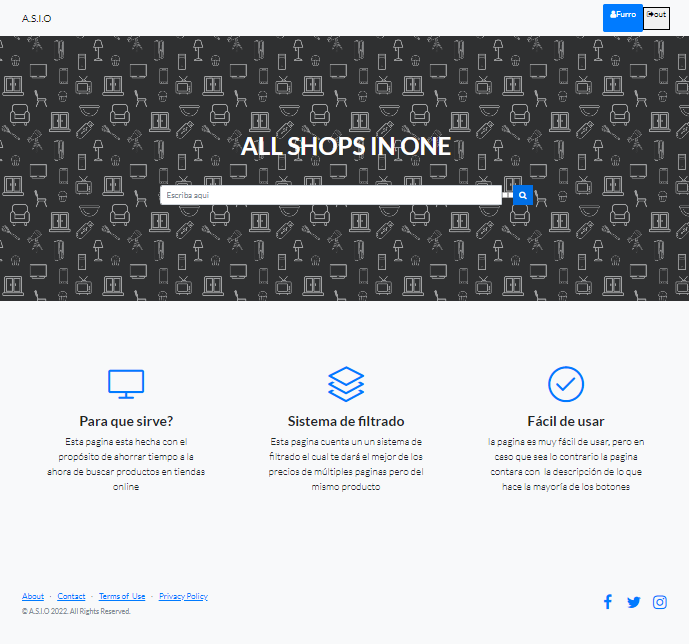 A.S.I.O
Furro
out
ALL SHOPS IN ONE
Escriba aqui
Para que sirve?
Esta pagina esta hecha con el
propósito de ahorrar tiempo a la
ahora de buscar productos en tiendas
online
Sistema de filtrado
Esta pagina cuenta un un sistema de
filtrado el cual te dará el mejor de los
precios de múltiples paginas pero del
mismo producto
Fácil de usar
la pagina es muy fácil de usar, pero en
caso que sea lo contrario la pagina
contara con la descripción de lo que
hace la mayoría de los botones
About · Contact · Terms of Use · Privacy Policy
© A.S.I.O 2022. All Rights Reserved.